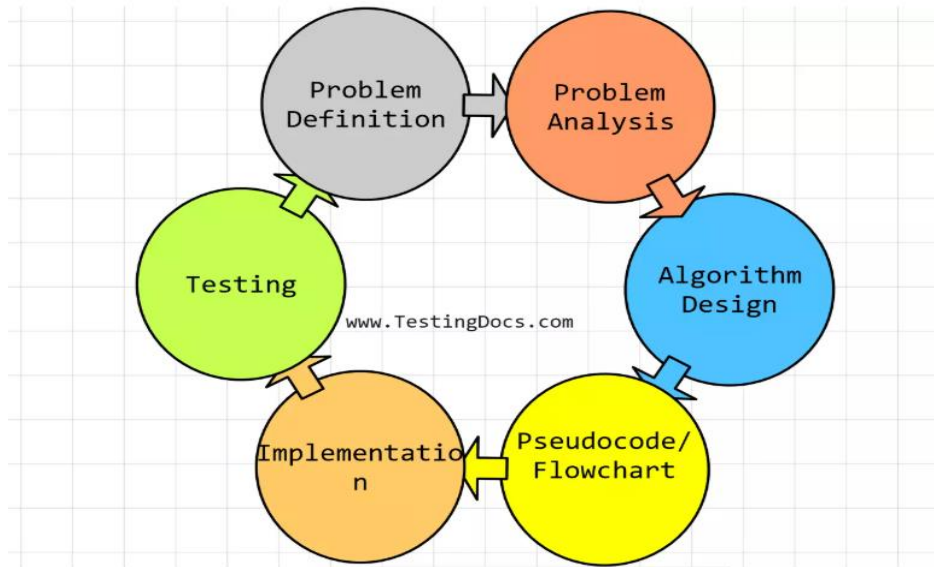 Problem
Definition
Problem
Analysis
Algorithm
Design
Pseudocode/
Flowchart
Implementatio
n
Testing
www.TestingDocs.com